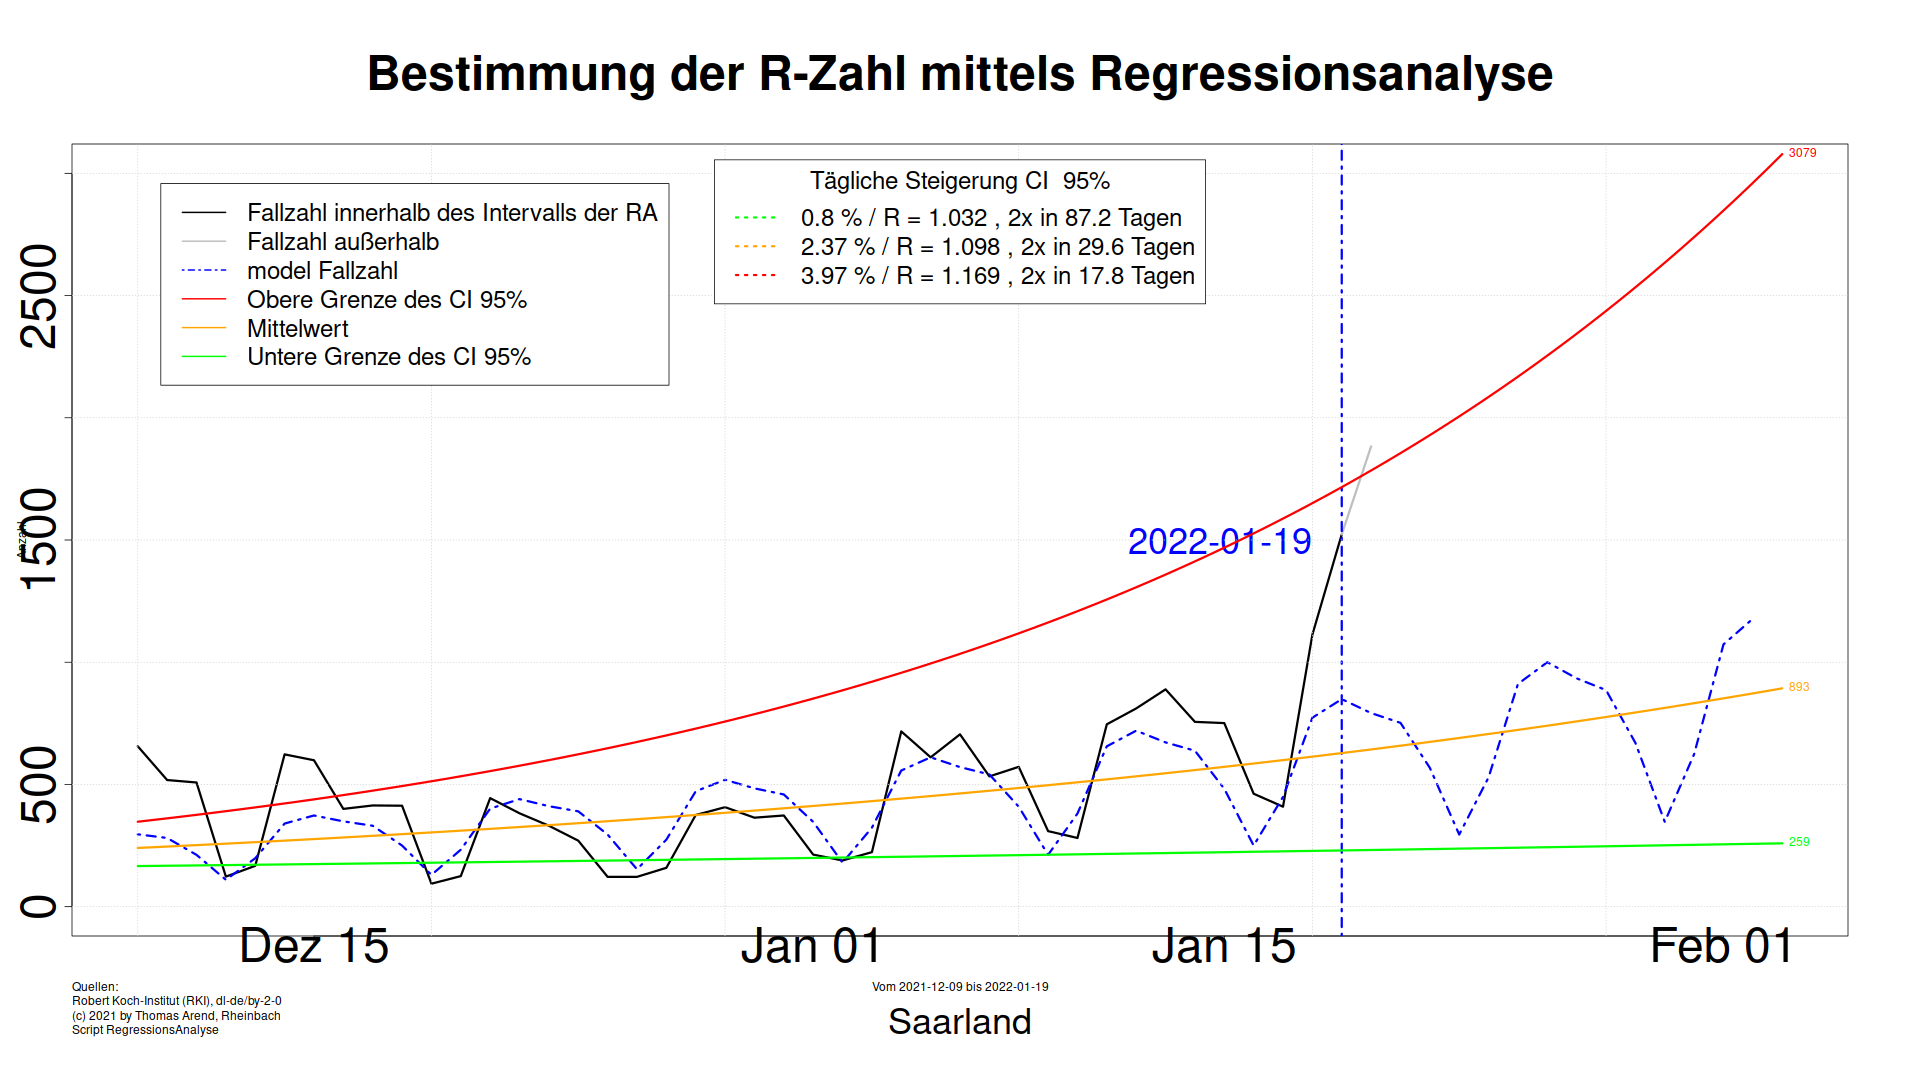 Bestimmung der R-Zahl mittels Regressionsanalyse
Fallzahl innerhalb des Intervalls der RA
Fallzahl außerhalb
model Fallzahl
Obere Grenze des CI 95%
Mittelwert
Untere Grenze des CI 95%
Tägliche Steigerung CI  95%
0.8 % / R = 1.032 , 2x in 87.2 Tagen
2.37 % / R = 1.098 , 2x in 29.6 Tagen
3.97 % / R = 1.169 , 2x in 17.8 Tagen
3079
893
259
2022-01-19
2500
1500
500
0
Anzahl
Dez 15
Jan 01
Jan 15
Feb 01
Quellen:
Robert Koch-Institut (RKI), dl-de/by-2-0
(c) 2021 by Thomas Arend, Rheinbach
Script RegressionsAnalyse
Vom 2021-12-09 bis 2022-01-19
Saarland